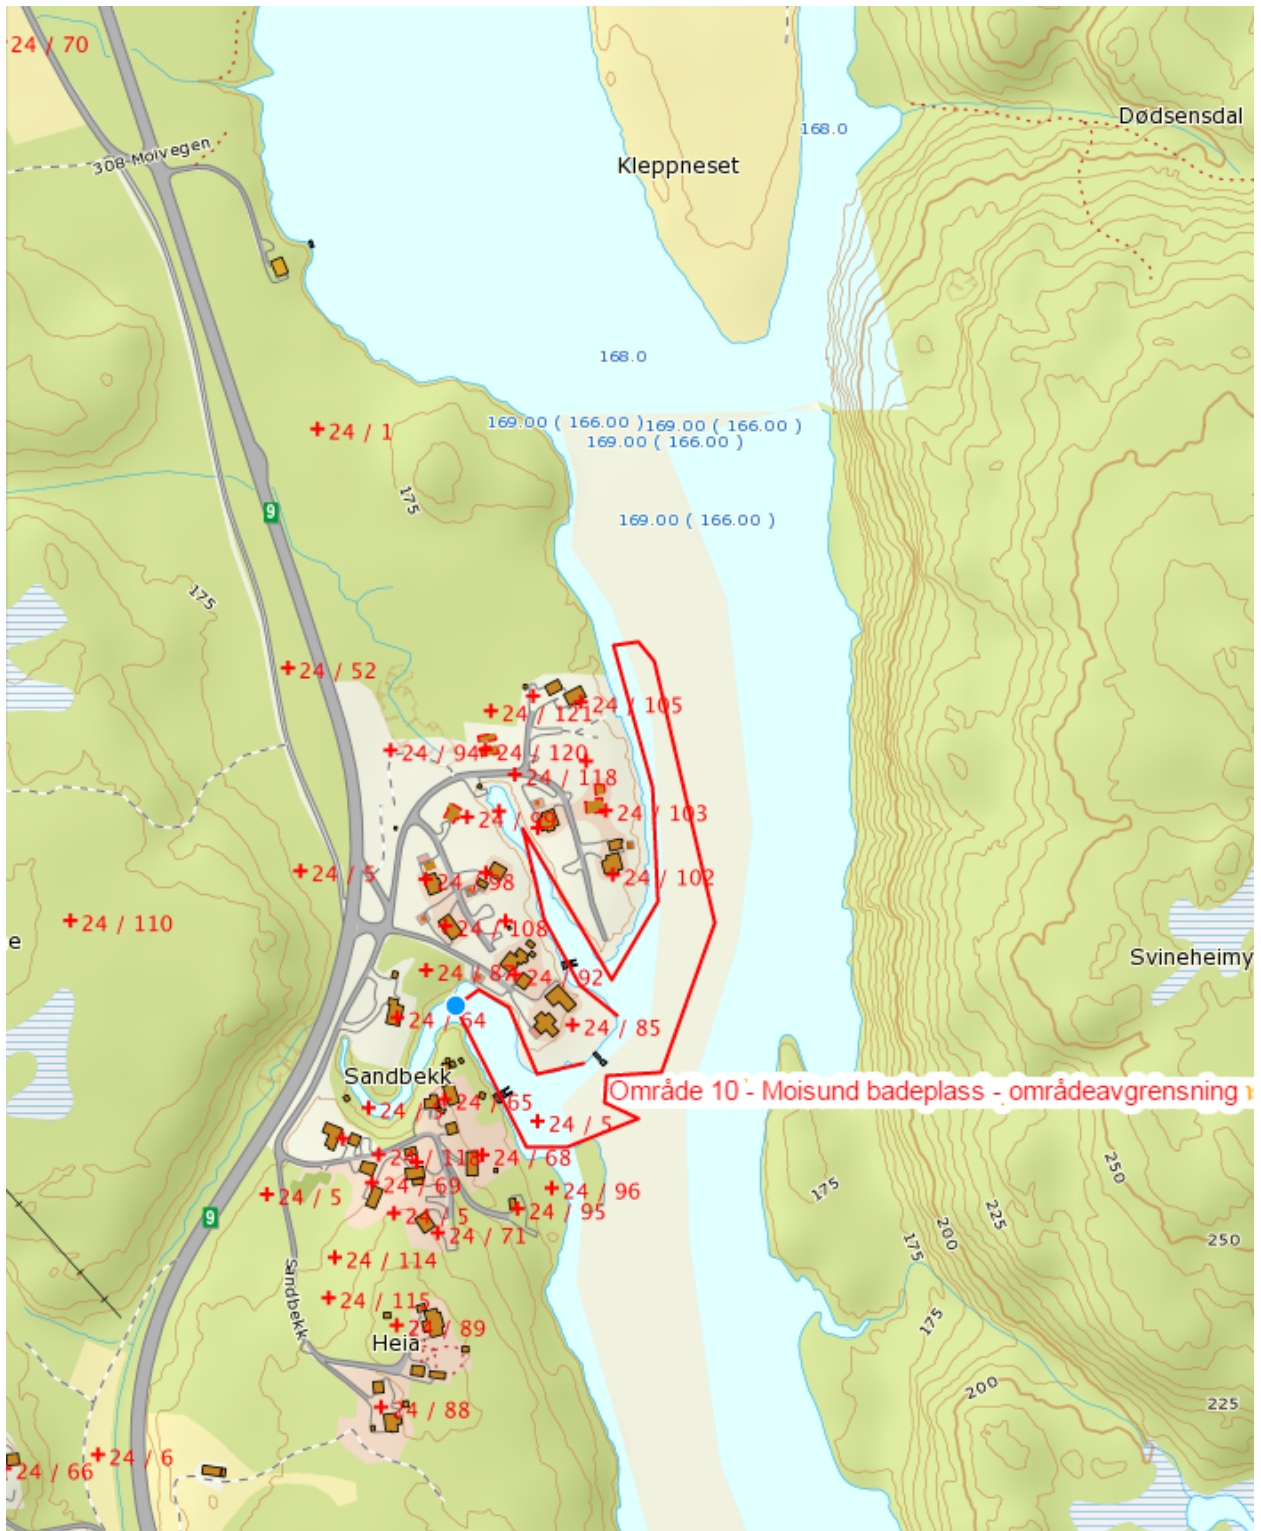 24 / 70
Dødsensdal
168.0
308 Moivegen
Kleppneset
168.0
169.00 ( 166.00 )
169.00 ( 166.00 )
24 / 1
169.00 ( 166.00 )
175
9
169.00 ( 166.00 )
175
24 / 52
24 / 105
24 / 121
24 / 94
24 / 120
24 / 118
24 / 103
24 / 99
24 / 5
24 / 98
24 / 102
24 / 110
24 / 108
e
Svineheimy
24 / 87
24 / 92
24 / 64
24 / 85
Sandbekk
Område 10 - Moisund badeplass - områdeavgrensning
24 / 65
24 / 5
24 / 68
250
24 / 69
175
24 / 5
24 / 96
24 / 95
225
9
24 / 5
200
24 / 71
175
250
24 / 114
Sandbekk
24 / 115
24 / 89
175
Heia
200
24 / 88
225
24 / 6
24 / 66